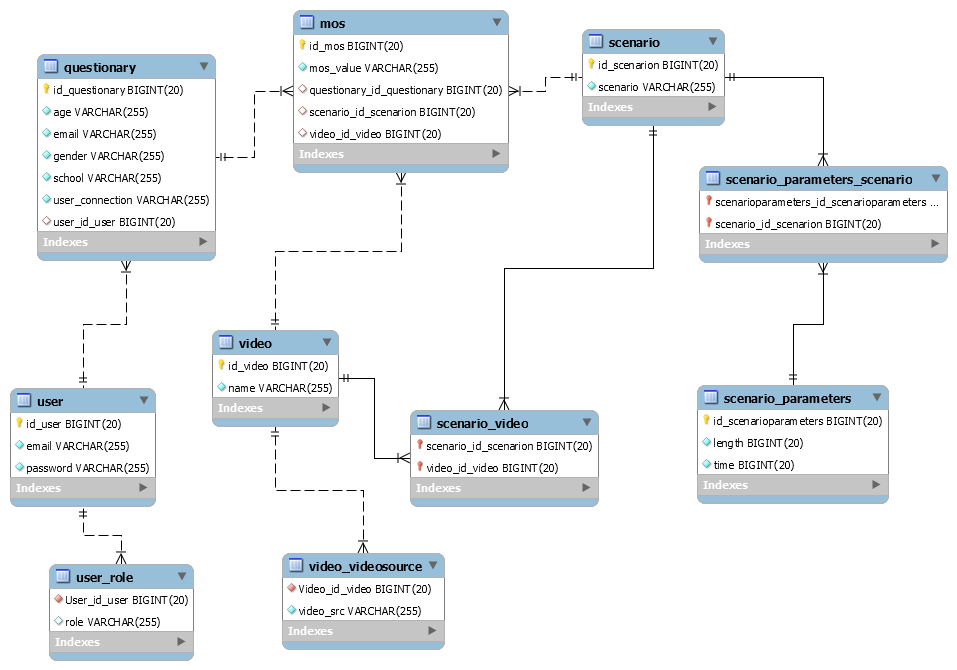 mos
id_mos BIGINT(20)
mos_value VARCHAR(255)
questionary_id_questionary BIGINT(20)
scenario_id_scenarion BIGINT(20)
video_id_video BIGINT(20)
Indexes
scenario
id_scenarion BIGINT(20)
scenario VARCHAR(255)
Indexes
questionary
id_questionary BIGINT(20)
age VARCHAR(255)
email VARCHAR(255)
gender VARCHAR(255)
school VARCHAR(255)
user_connection VARCHAR(255)
user_id_user BIGINT(20)
Indexes
scenario_parameters_scenario
scenarioparameters_id_scenarioparameters ...
scenario_id_scenarion BIGINT(20)
Indexes
video
id_video BIGINT(20)
name VARCHAR(255)
Indexes
user
id_user BIGINT(20)
email VARCHAR(255)
password VARCHAR(255)
Indexes
scenario_video
scenario_id_scenarion BIGINT(20)
video_id_video BIGINT(20)
Indexes
scenario_parameters
id_scenarioparameters BIGINT(20)
length BIGINT(20)
time BIGINT(20)
Indexes
user_role
User_id_user BIGINT(20)
role VARCHAR(255)
Indexes
video_videosource
Video_id_video BIGINT(20)
video_src VARCHAR(255)
Indexes